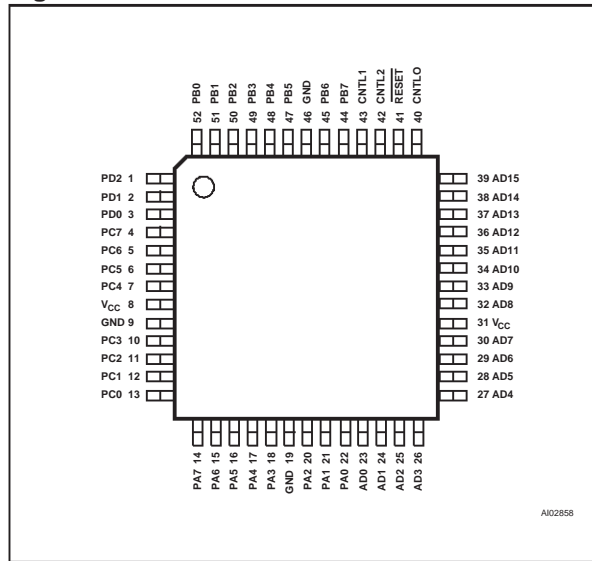 52 PB0
51 PB1
50 PB2
49 PB3
48 PB4
47 PB5
46 GND
45 PB6
44 PB7
43 CNTL1
42 CNTL2
41 RESET
40 CNTL0
PD2 1
PD1 2
PD0 3
PC7 4
PC6 5
PC5 6
PC4 7
VCC 8
GND 9
PC3 10
PC2 11
PC1 12
PC0 13
39 AD15
38 AD14
37 AD13
36 AD12
35 AD11
34 AD10
33 AD9
32 AD8
31 VCC
30 AD7
29 AD6
28 AD5
27 AD4
PA7 14
PA6 15
PA5 16
PA4 17
PA3 18
GND 19
PA2 20
PA1 21
PA0 22
AD0 23
AD1 24
AD2 25
AD3 26
AI02858